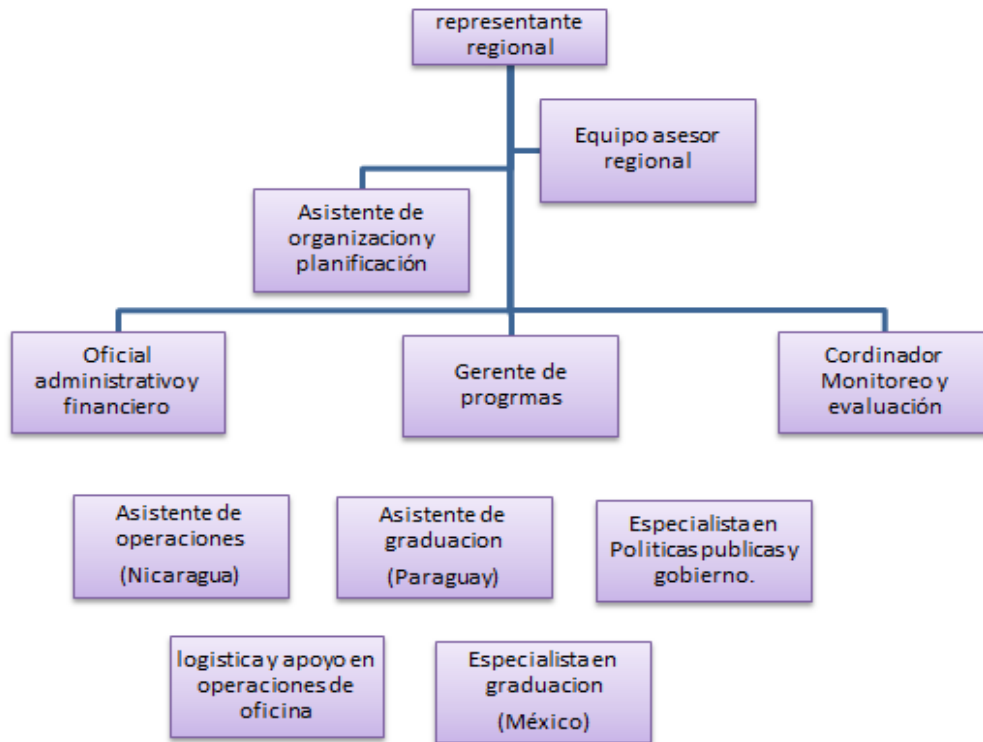 representante
regional
Equipo asesor
regional
Asistente de
organizacion y
planificación
Oficial
administrativo y
financiero
Gerente de
progrmas
Cordinador
Monitoreo y
evaluación
Asistente de
operaciones
(Nicaragua)
Asistente de
graduacion
(Paraguay)
Especialista en
Politicas publicas y
gobierno.
logistica y apoyo en
operaciones de
oficina
Especialista en
graduacion
(México)